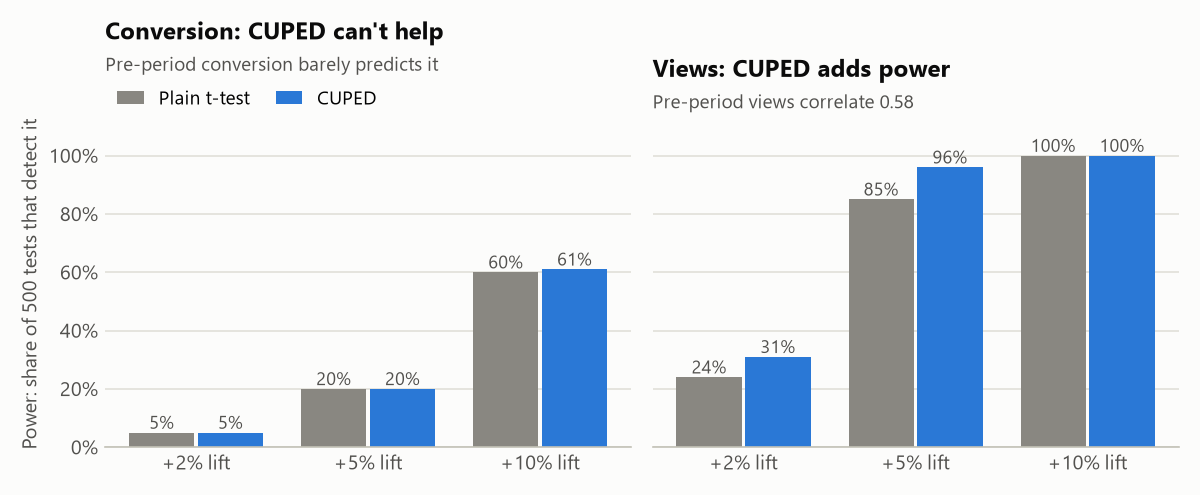 Conversion: CUPED can't help
Pre-period conversion barely predicts it
Plain t-test CUPED
Power: share of 500 tests that detect it
100%
80%
60%
40%
20%
0%
5% 5%
20% 20%
60% 61%
+2% lift +5% lift +10% lift
Views: CUPED adds power
Pre-period views correlate 0.58
24% 31%
85% 96%
100% 100%
+2% lift +5% lift +10% lift